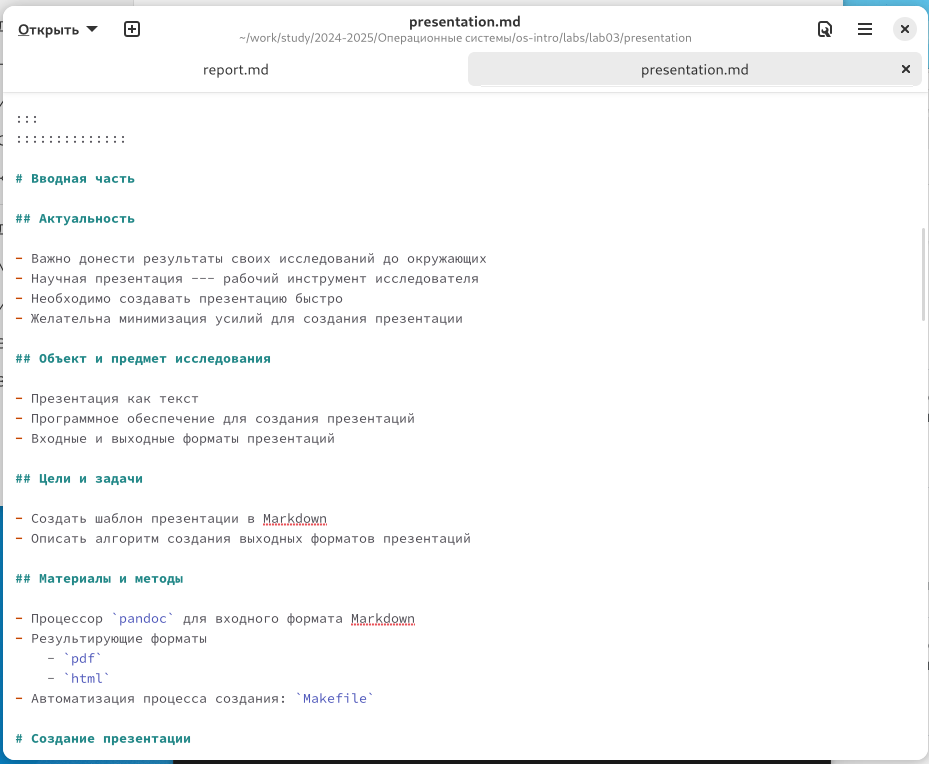 Открыть
presentation.md
~/work/study/2024-2025/Операционные системы/os-intro/labs/lab03/presentation
report.md
presentation.md
:::
::::::::::::::
# Вводная часть
## Актуальность
- Важно донести результаты своих исследований до окружающих
- Научная презентация --- рабочий инструмент исследователя
- Необходимо создавать презентацию быстро
- Желательна минимизация усилий для создания презентации
## Объект и предмет исследования
- Презентация как текст
- Программное обеспечение для создания презентаций
- Входные и выходные форматы презентаций
## Цели и задачи
- Создать шаблон презентации в Markdown
- Описать алгоритм создания выходных форматов презентаций
## Материалы и методы
- Процессор `pandoc` для входного формата Markdown
- Результирующие форматы
    - `pdf`
    - `html`
- Автоматизация процесса создания: `Makefile`
# Создание презентации